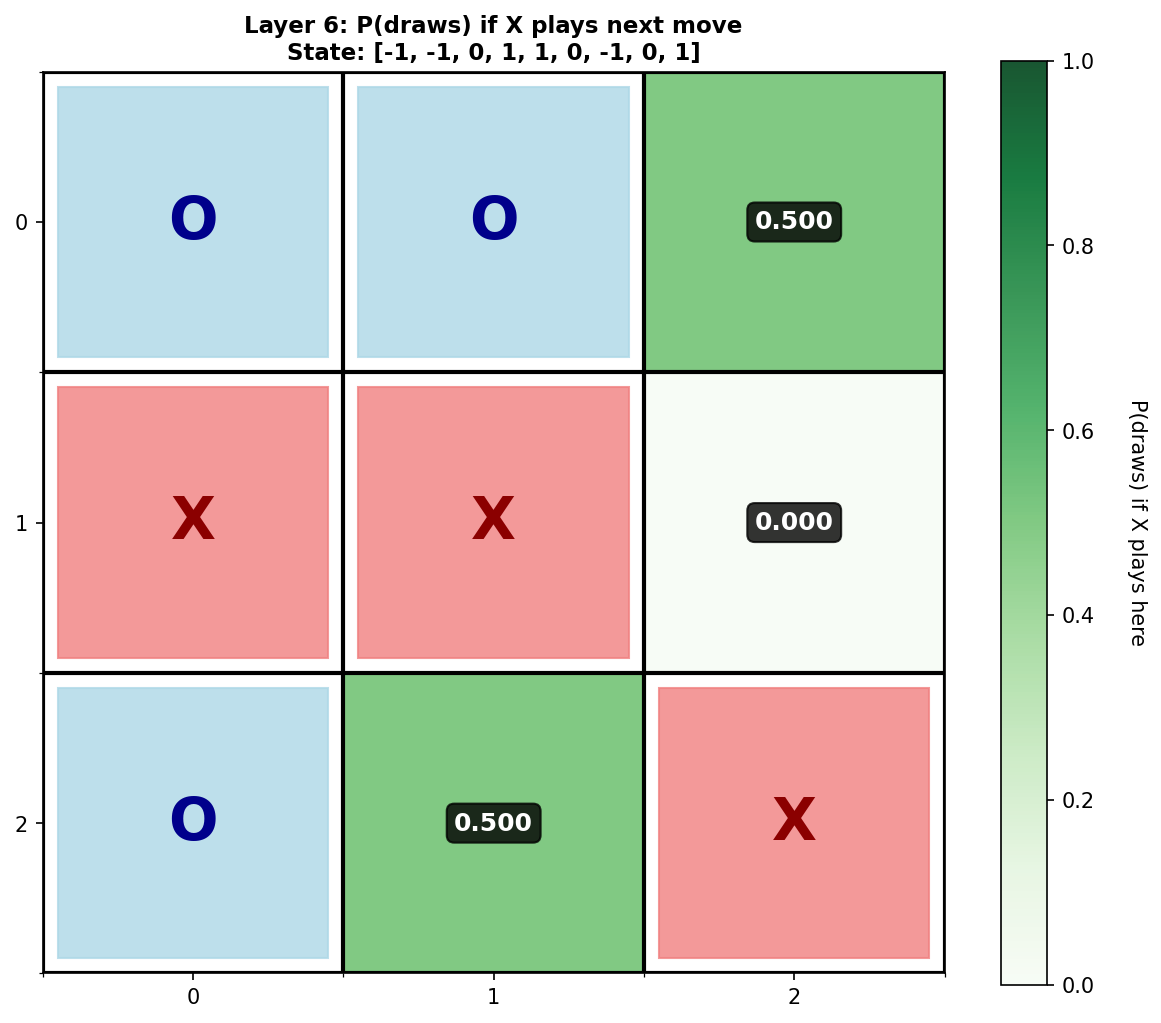 Layer 6: P(draws) if X plays next move
State: [-1, -1, 0, 1, 1, 0, -1, 0, 1]
0
O
O
0.500
1
X
X
0.000
2
O
0.500
X
0
1
2
1.0
0.8
0.6
0.4
0.2
0.0
P(draws) if X plays here